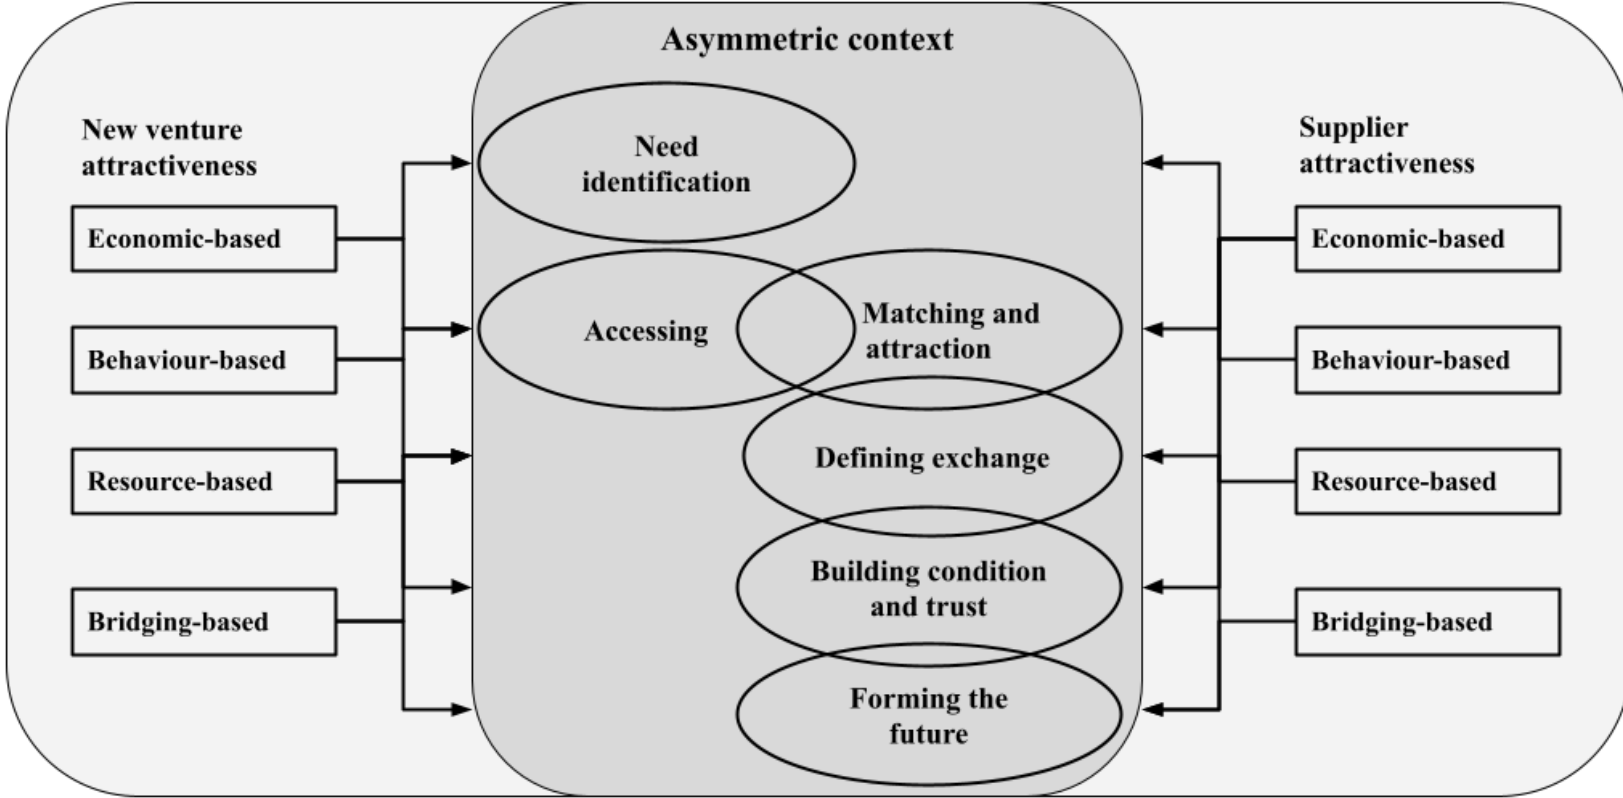 Asymmetric context
New venture
attractiveness
Economic-based
Behaviour-based
Resource-based
Bridging-based
Need
identification
Accessing
Matching and
attraction
Defining exchange
Building condition
and trust
Forming the
future
Supplier
attractiveness
Economic-based
Behaviour-based
Resource-based
Bridging-based